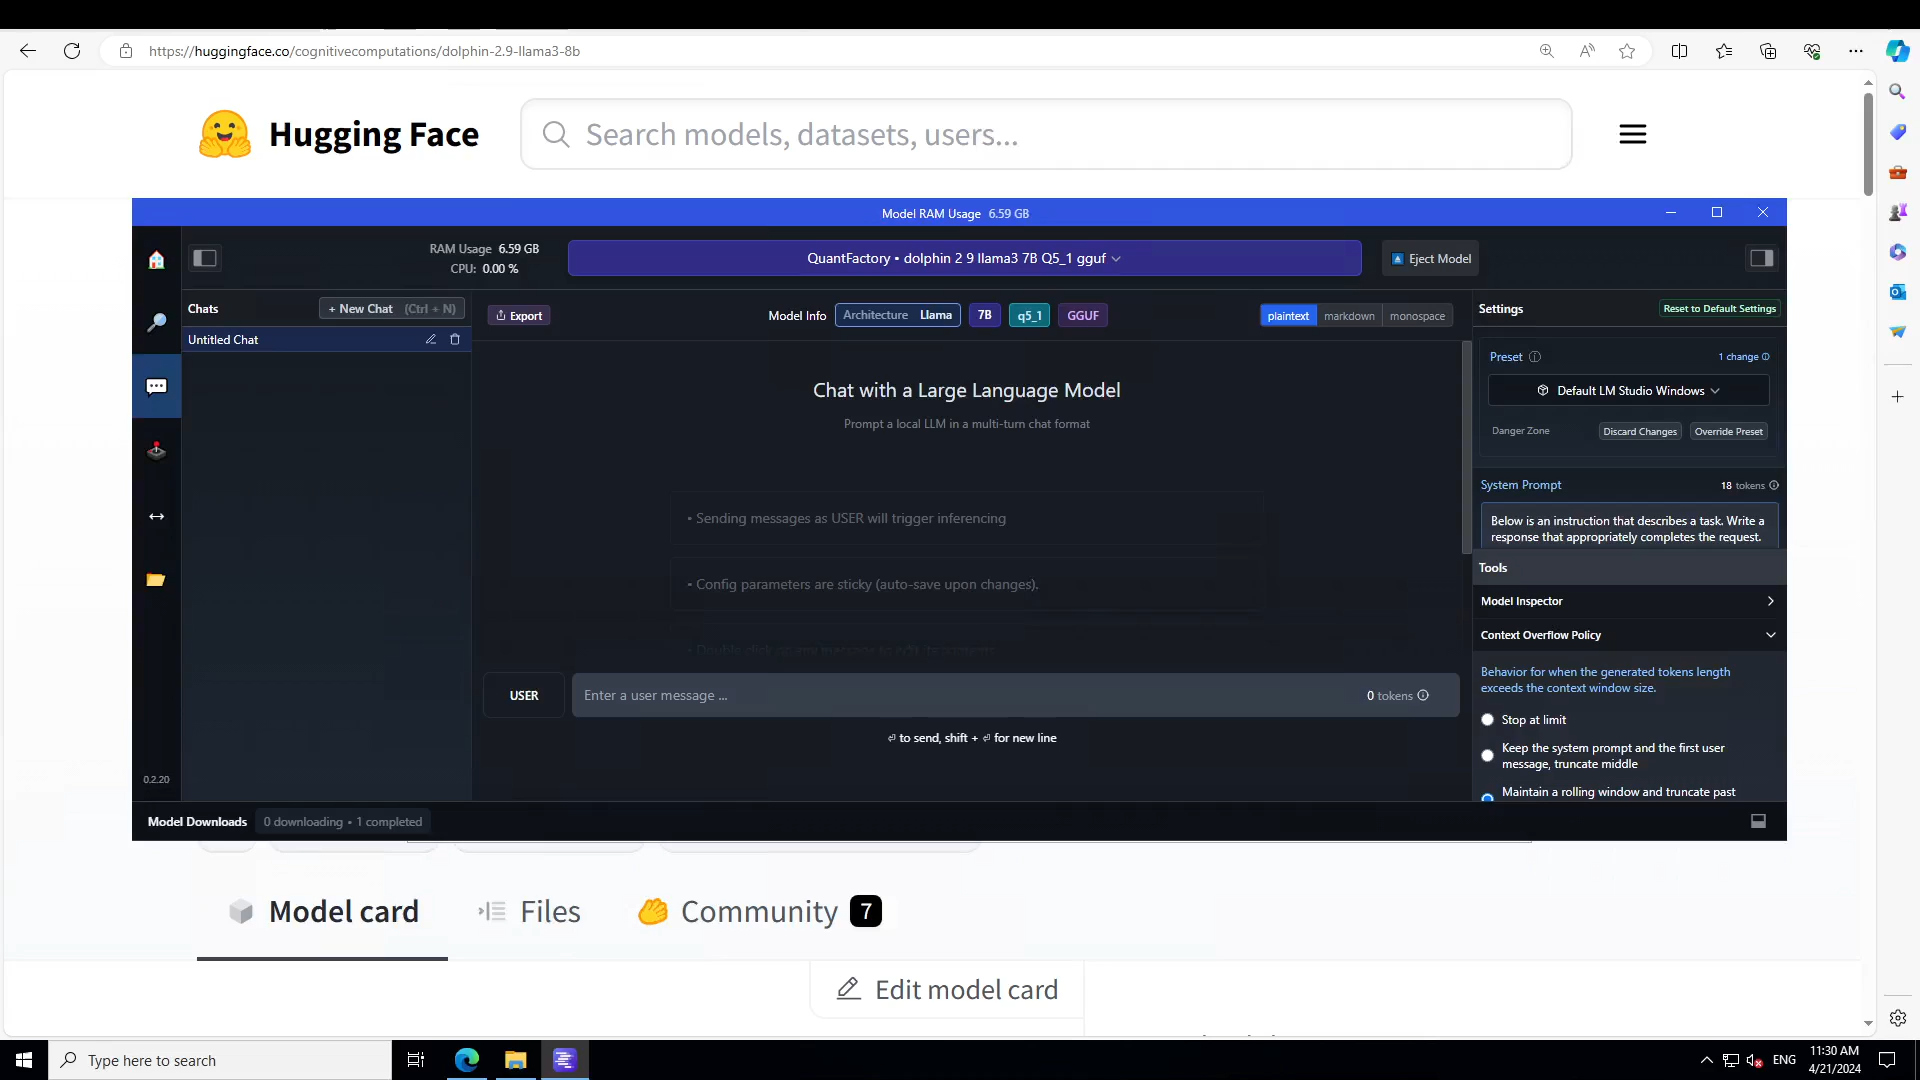 https://huggingface.co/cognitivecomputations/dolphin-2.9-llama3-8b
Hugging Face
Search models, datasets, users...
Model RAM Usage 6.59 GB
RAM Usage 6.59 GB
CPU: 0.00 %
QuantFactory • dolphin 2 9 llama3 7B Q5_1 gguf
Eject Model
Chats
+ New Chat (Ctrl + N)
Untitled Chat
Export
Model Info
Architecture Llama
7B
q5_1
GGUF
plaintext
markdown
monospace
Chat with a Large Language Model
Prompt a local LLM in a multi-turn chat format
• Sending messages as USER will trigger inferencing
• Config parameters are sticky (auto-save upon changes).
• Double click on any message to edit its contents
USER
Enter a user message ...
0 tokens
⏎ to send, shift + ⏎ for new line
Settings
Reset to Default Settings
Preset
1 change
Default LM Studio Windows
Danger Zone
Discard Changes
Override Preset
System Prompt
18 tokens
Below is an instruction that describes a task. Write a
response that appropriately completes the request.
Tools
Model Inspector
Context Overflow Policy
Behavior for when the generated tokens length
exceeds the context window size.
Stop at limit
Keep the system prompt and the first user
message, truncate middle
Maintain a rolling window and truncate past
0.2.20
Model Downloads
0 downloading • 1 completed
Model card
Files
Community
7
Edit model card
Type here to search
ENG
11:30 AM
4/21/2024